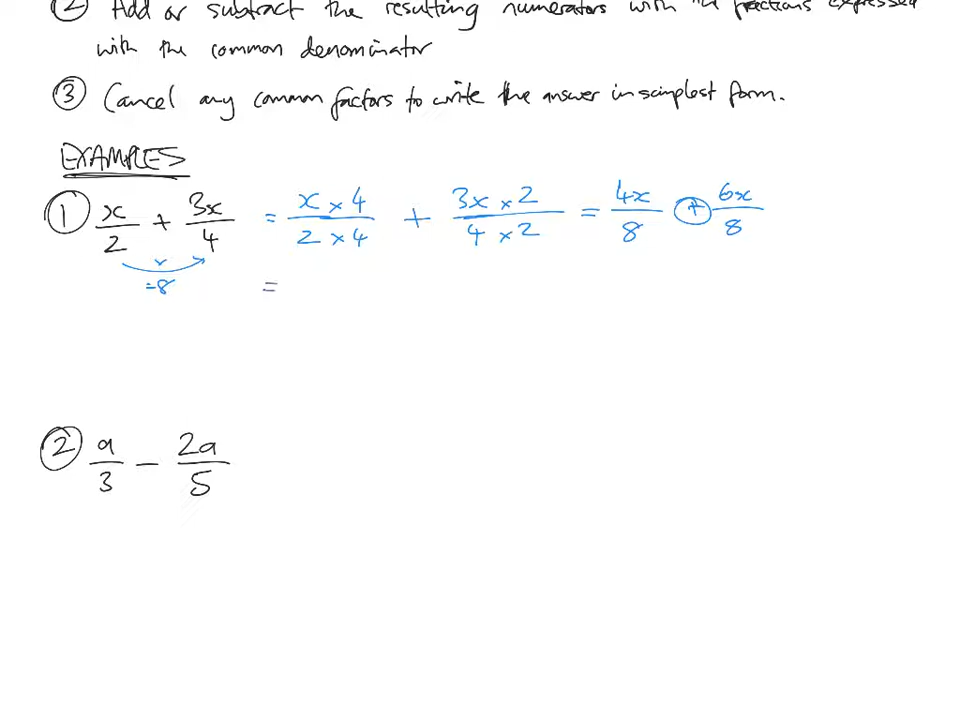 ② Add or subtract the resulting numerators with the fractions expressed
with the common denominator
③ Cancel any common factors to write the answer in simplest form.
EXAMPLES
① x/2 + 3x/4 = x × 4/2 × 4 + 3x × 2/4 × 2 = 4x/8 + 6x/8
×
=8 =
② a/3 − 2a/5